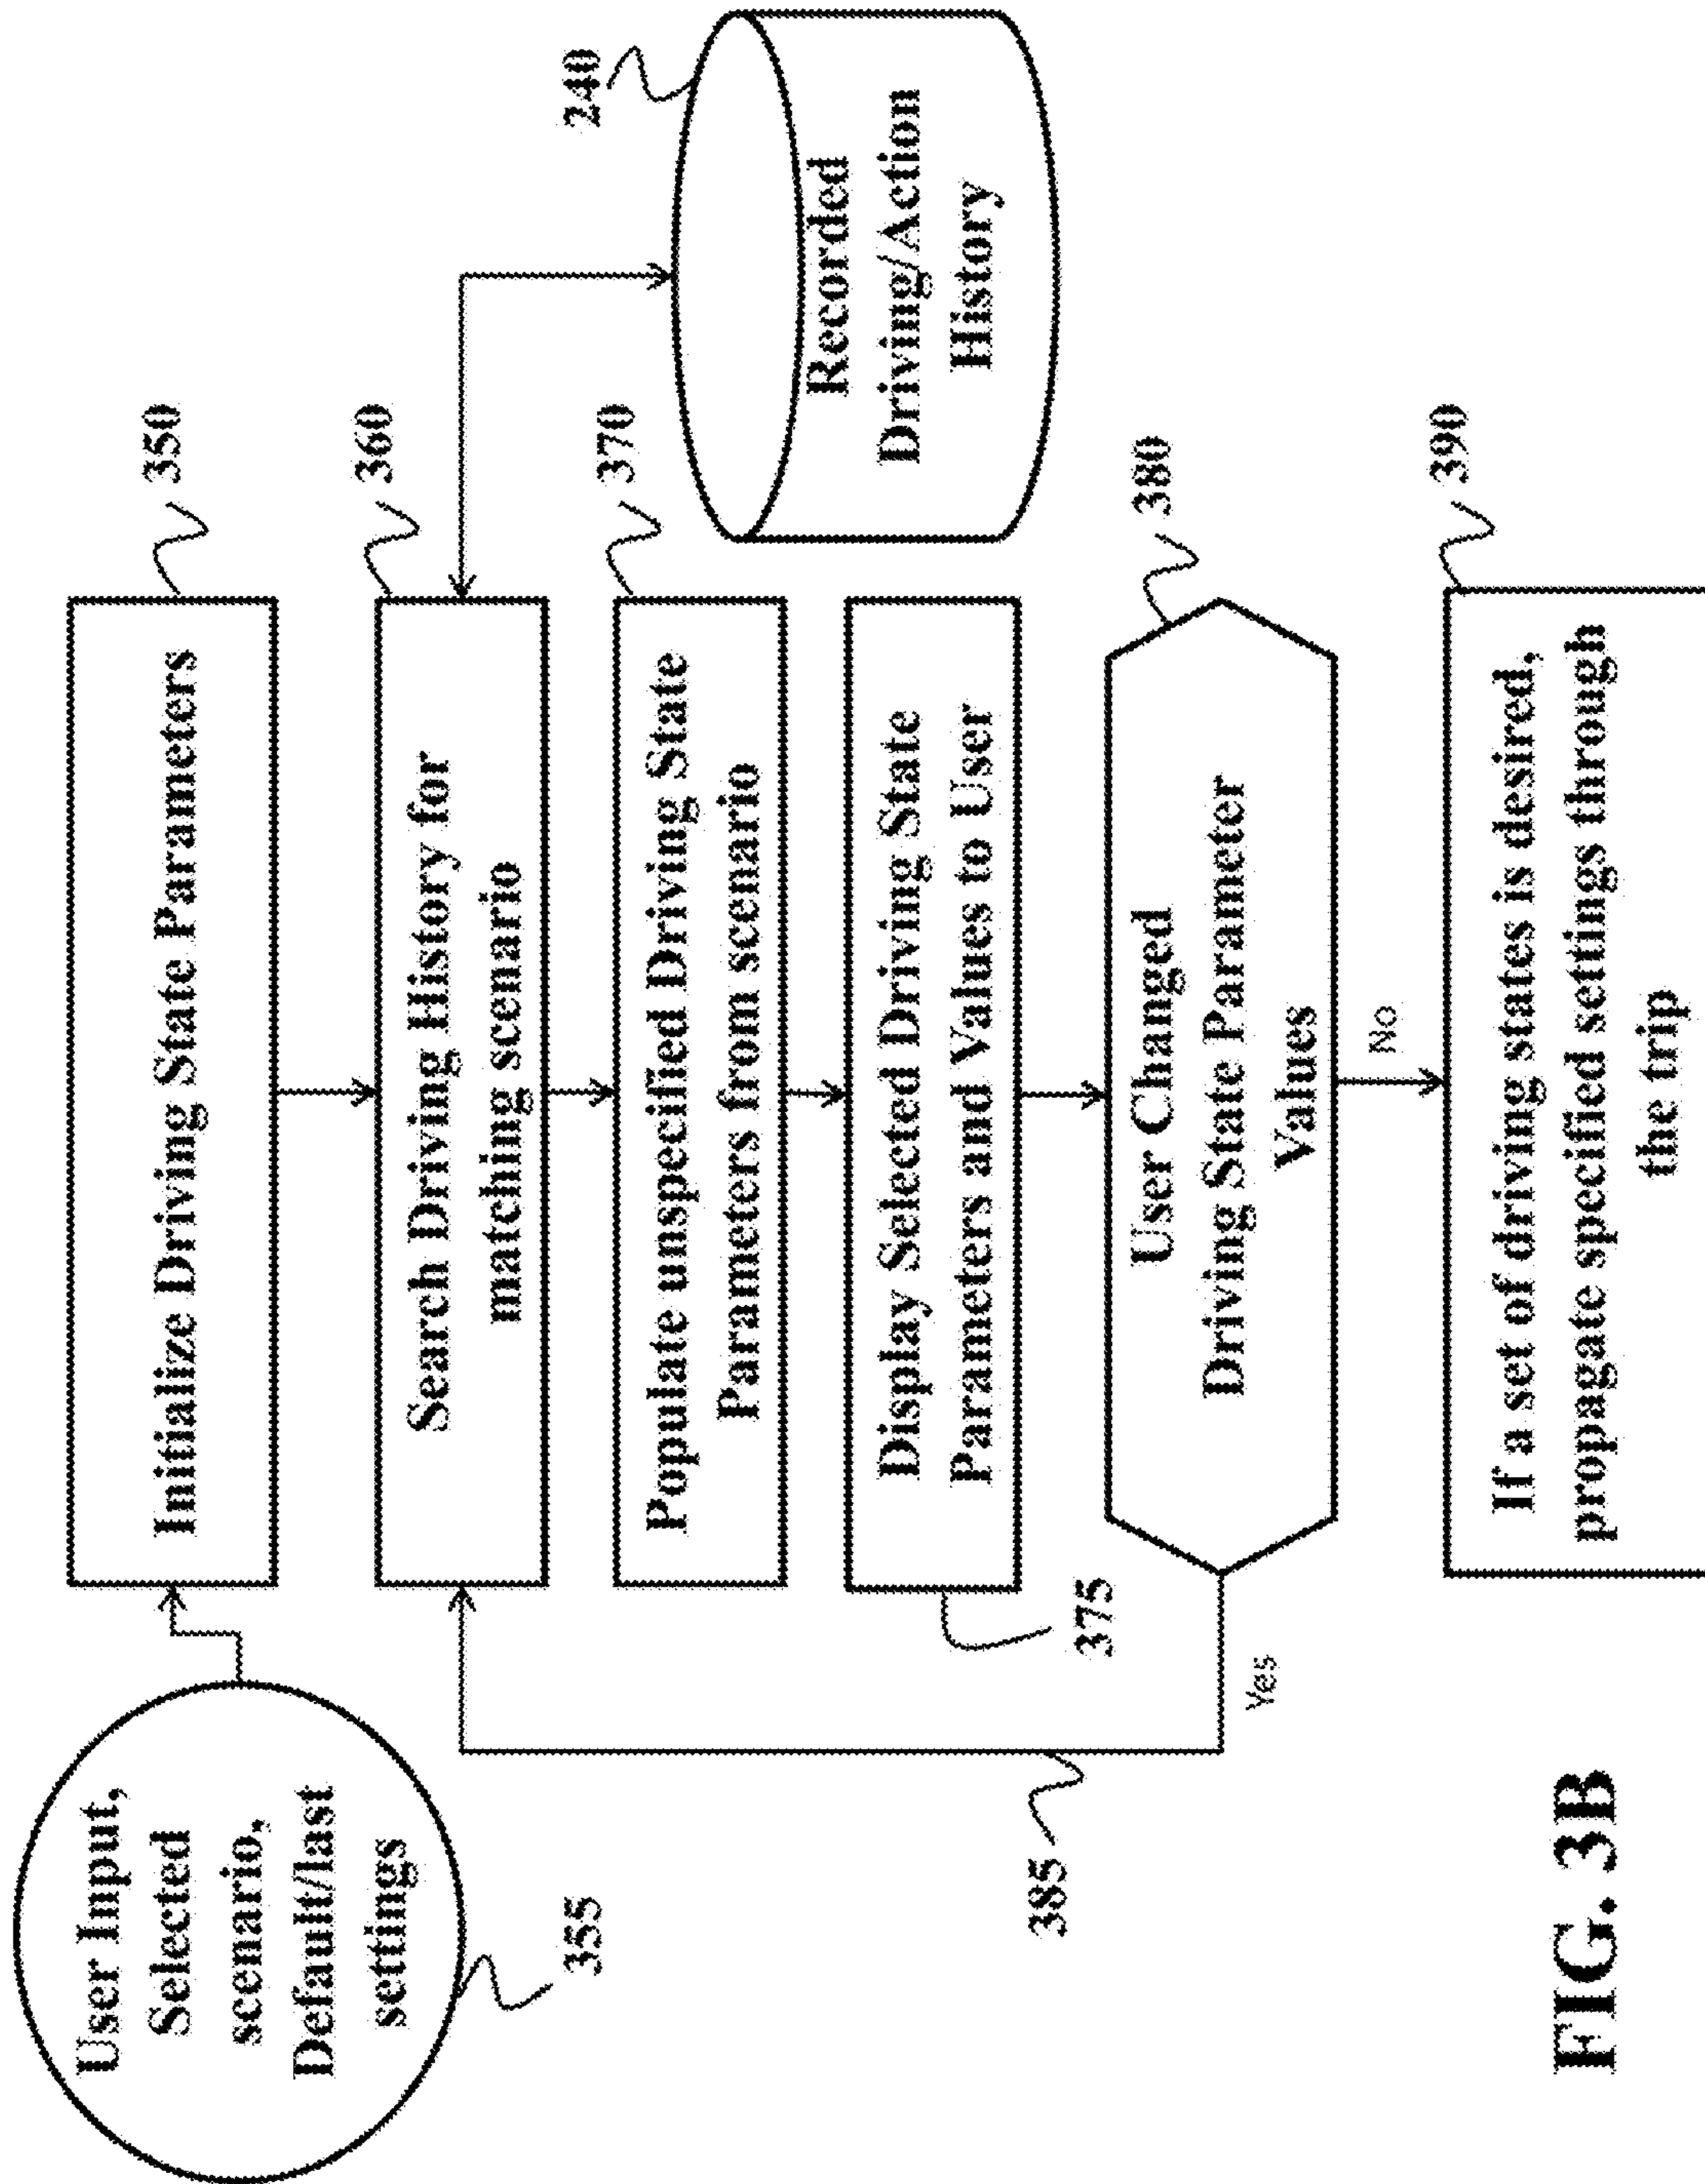 User Input,
Selected
scenario,
Default/last
settings
355
Initialize Driving State Parameters
350
Search Driving History for
matching scenario
360
Recorded
Driving/Action
History
240
Populate unspecified Driving State
Parameters from scenario
370
Display Selected Driving State
Parameters and Values to User
375
User Changed
Driving State Parameter
Values
380
Yes
385
No
If a set of driving states is desired,
propagate specified settings through
the trip
390
FIG. 3B